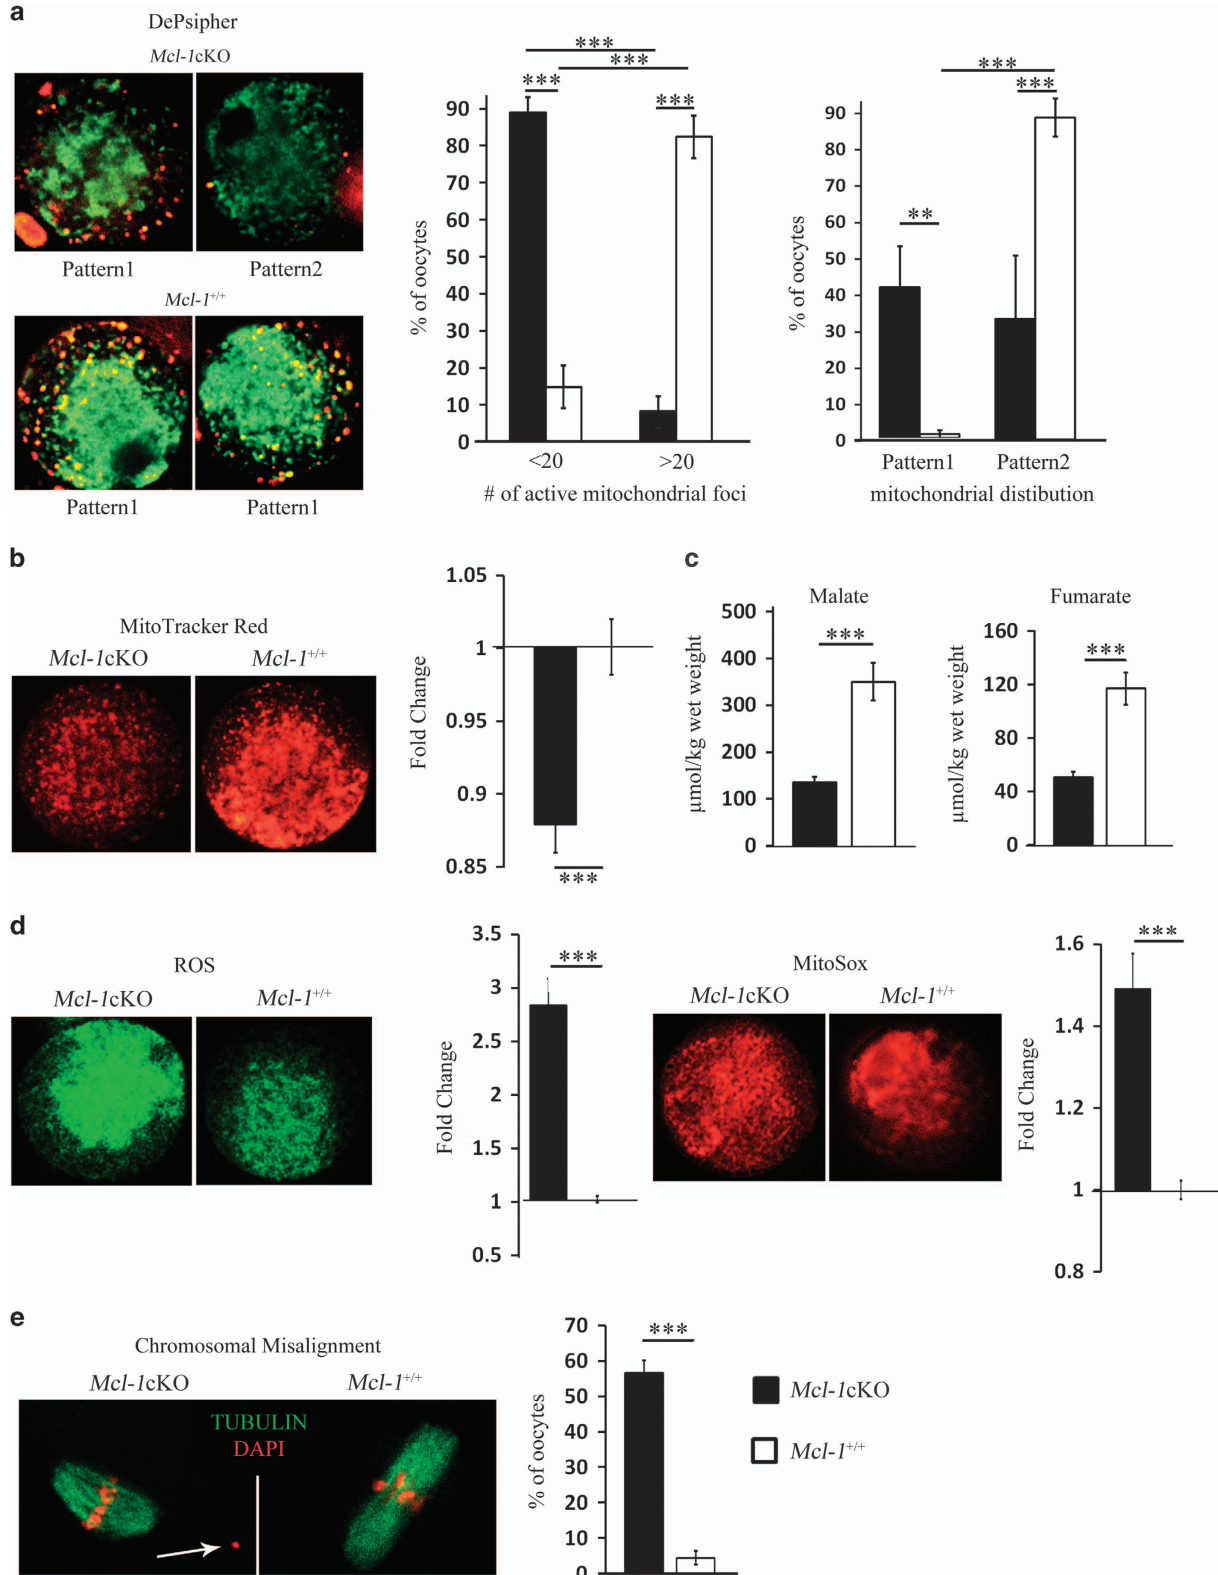 a
DePsipher
Mcl-1cKO
Pattern1 Pattern2
Mcl-1+/+
Pattern1 Pattern1
% of oocytes
90
80
70
60
50
40
30
20
10
0
***
***
***
***
<20 >20
# of active mitochondrial foci
% of oocytes
90
80
70
60
50
40
30
20
10
0
**
***
***
Pattern1 Pattern2
mitochondrial distibution
b
MitoTracker Red
Mcl-1cKO Mcl-1+/+
Fold Change
1.05
1
0.95
0.9
0.85
***
c
Malate
µmol/kg wet weight
500
400
300
200
100
0
***
Fumarate
µmol/kg wet weight
160
120
80
40
0
***
d
ROS
Mcl-1cKO Mcl-1+/+
Fold Change
3.5
3
2.5
2
1.5
1
0.5
***
MitoSox
Mcl-1cKO Mcl-1+/+
Fold Change
1.6
1.4
1.2
1
0.8
***
e
Chromosomal Misalignment
Mcl-1cKO Mcl-1+/+
TUBULIN
DAPI
% of oocytes
70
60
50
40
30
20
10
0
***
Mcl-1cKO
Mcl-1+/+